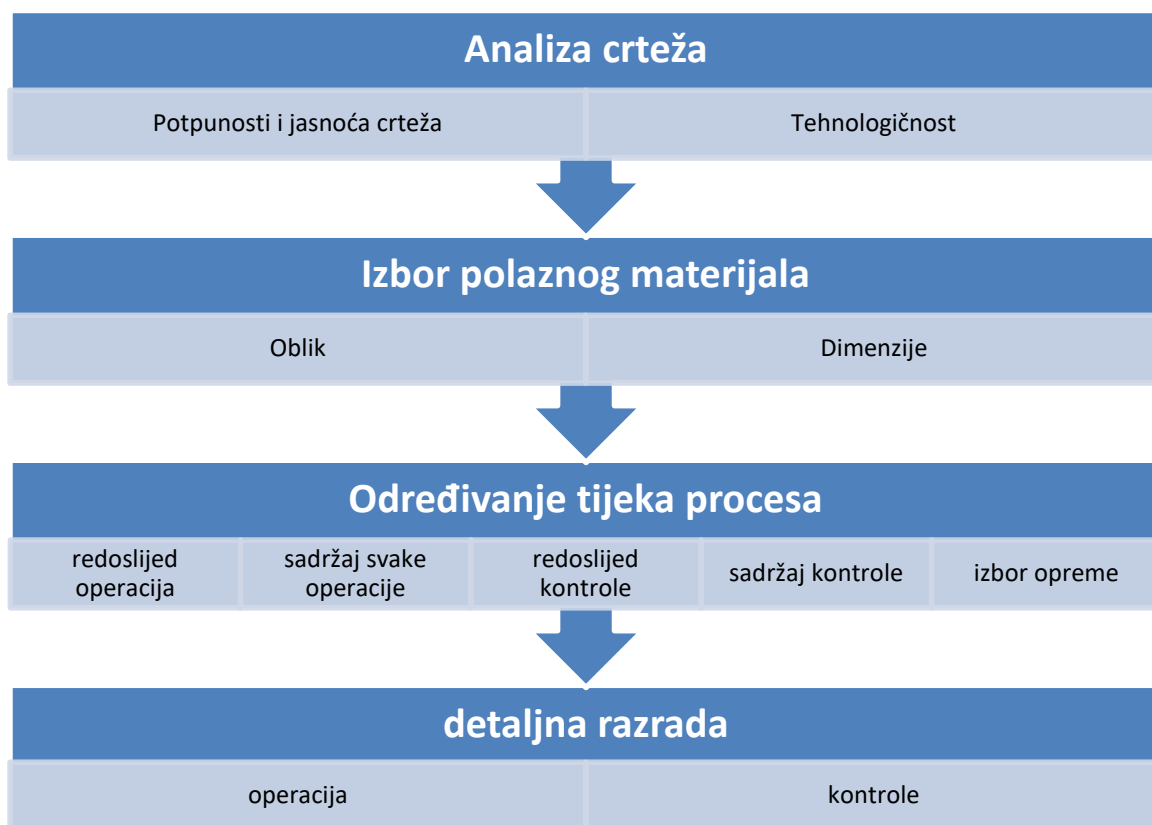 Analiza crteža
Potpunosti i jasnoća crteža
Tehnologičnost
Izbor polaznog materijala
Oblik
Dimenzije
Određivanje tijeka procesa
redoslijed
operacija
sadržaj svake
operacije
redoslijed
kontrole
sadržaj kontrole
izbor opreme
detaljna razrada
operacija
kontrole